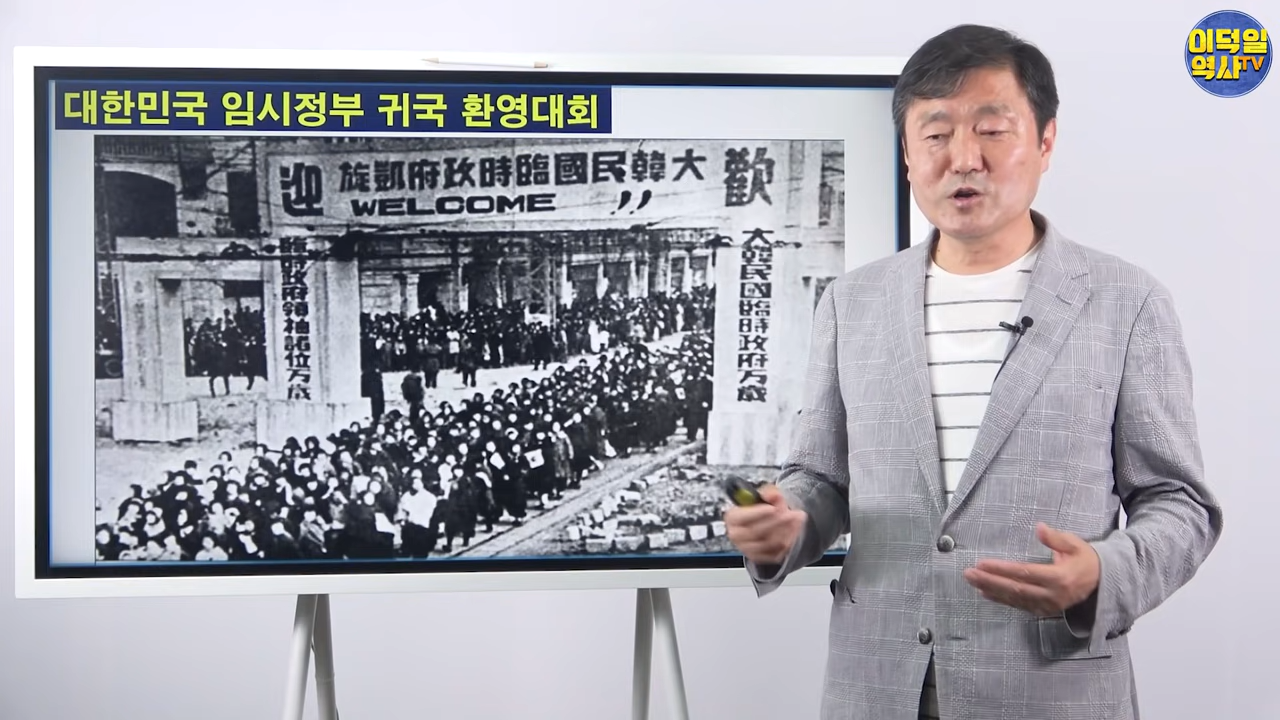 대한민국 임시정부 귀국 환영대회
歡 大韓民國臨時政府凱旋 迎
WELCOME !!
大韓民國臨時政府万歲
臨時政府領袖諸位万歲
이덕일
역사TV